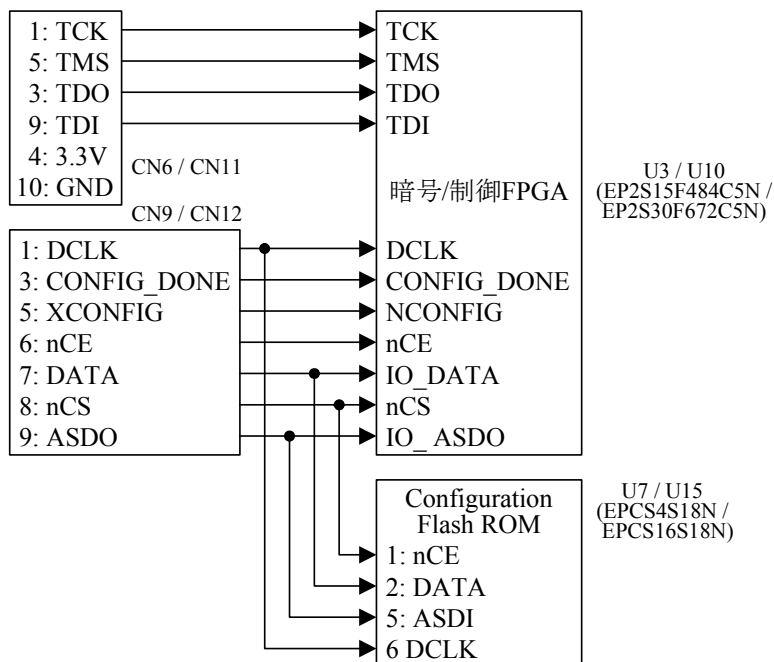 1: TCK
5: TMS
3: TDO
9: TDI
4: 3.3V
10: GND
CN6 / CN11
CN9 / CN12
1: DCLK
3: CONFIG_DONE
5: XCONFIG
6: nCE
7: DATA
8: nCS
9: ASDO
TCK
TMS
TDO
TDI
暗号/制御FPGA
DCLK
CONFIG_DONE
NCONFIG
nCE
IO_DATA
nCS
IO_ ASDO
U3 / U10
(EP2S15F484C5N /
EP2S30F672C5N)
Configuration
Flash ROM
1: nCE
2: DATA
5: ASDI
6 DCLK
U7 / U15
(EPCS4S18N /
EPCS16S18N)